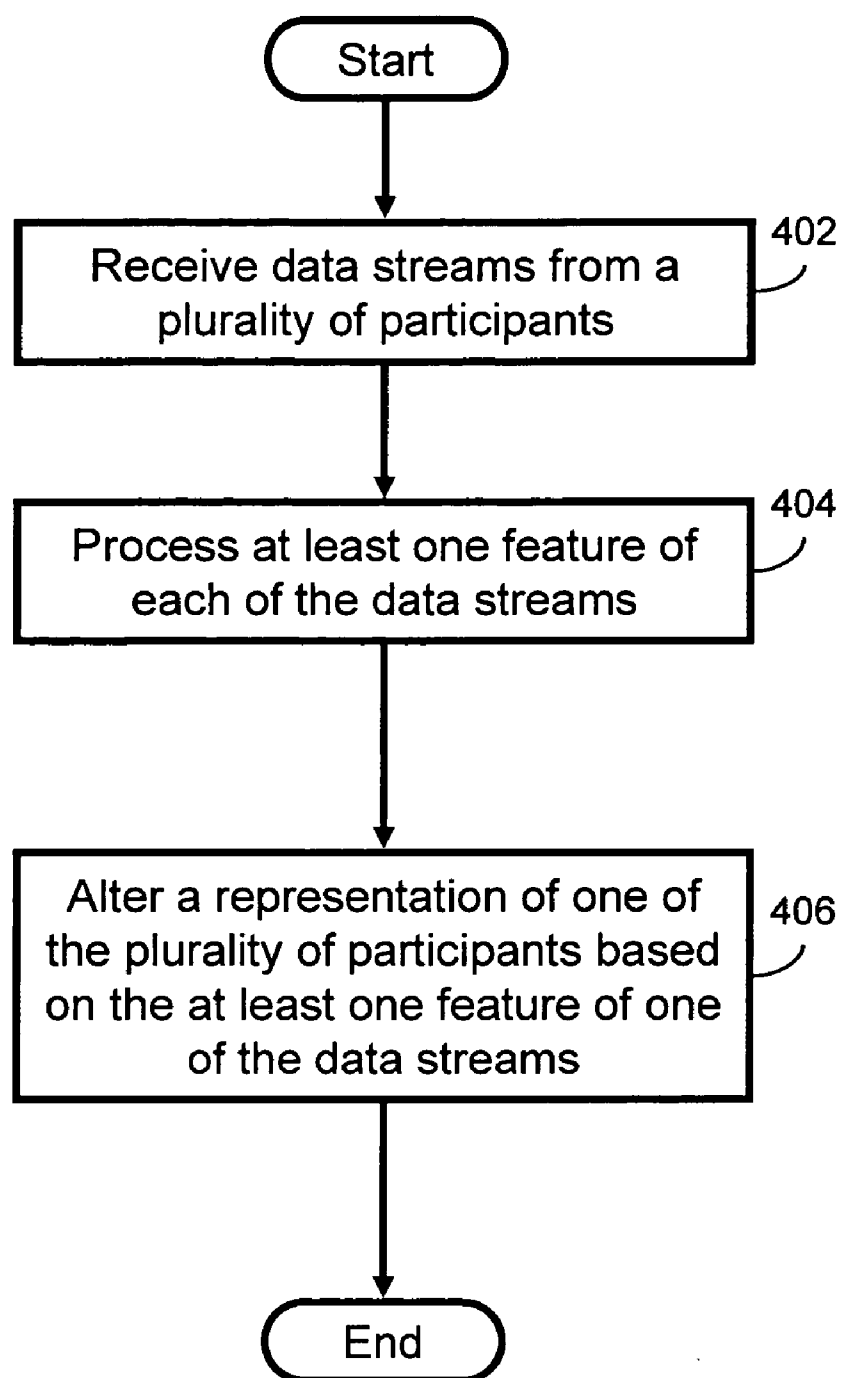 Start
402
Receive data streams from a
plurality of participants
404
Process at least one feature of
each of the data streams
406
Alter a representation of one of
the plurality of participants based
on the at least one feature of one
of the data streams
End